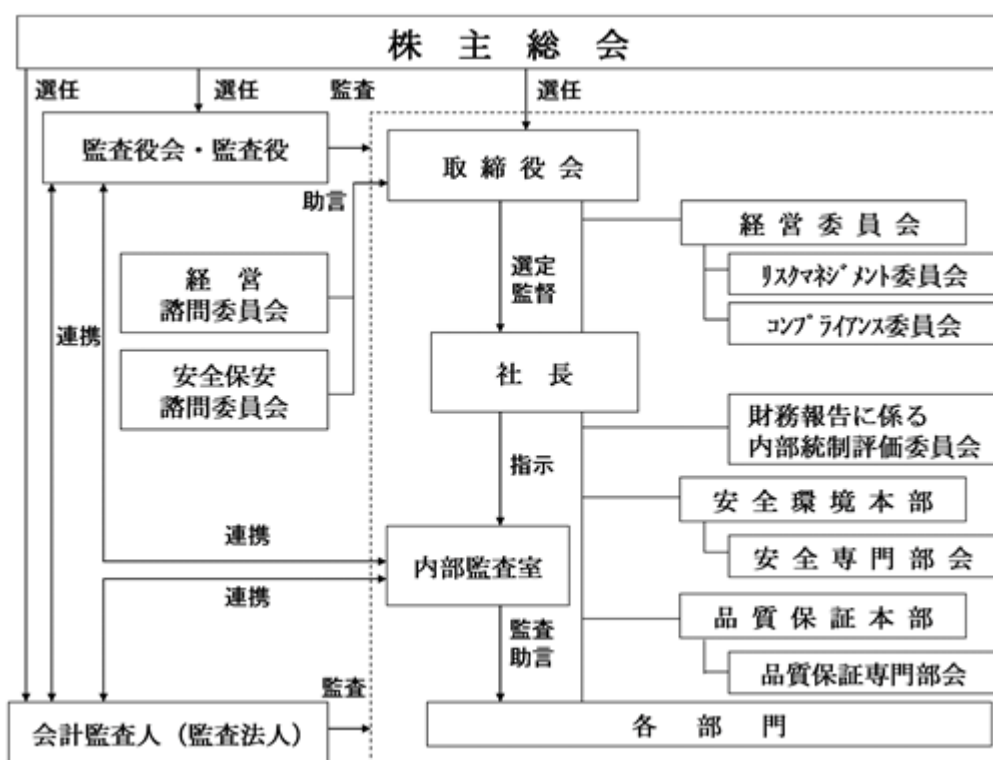 株 主 総 会
選任
選任
監査
選任
監査役会・監査役
取 締 役 会
助言
経 営 委 員 会
経 営
諮問委員会
選定
監督
ﾘｽｸﾏﾈｼﾞﾒﾝﾄ委員会
ｺﾝﾌﾟﾗｲｱﾝｽ委員会
連携
安全保安
諮問委員会
社 長
財務報告に係る
内部統制評価委員会
指示
安 全 環 境 本 部
連携
内部監査室
安 全 専 門 部 会
連携
品 質 保 証 本 部
監査
助言
品質保証専門部会
監査
会計監査人（監査法人）
各 部 門